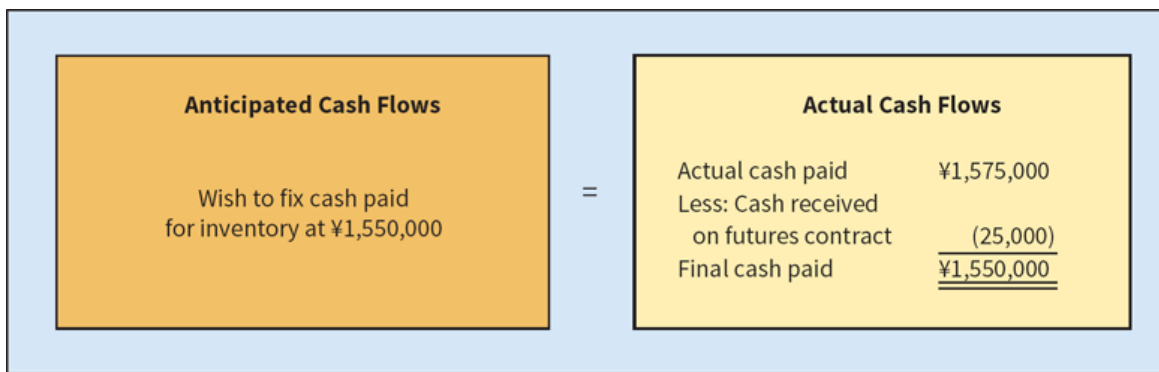 Anticipated Cash Flows
Wish to fix cash paid
for inventory at ¥1,550,000
=
Actual Cash Flows
Actual cash paid ¥1,575,000
Less: Cash received
on futures contract (25,000)
Final cash paid ¥1,550,000